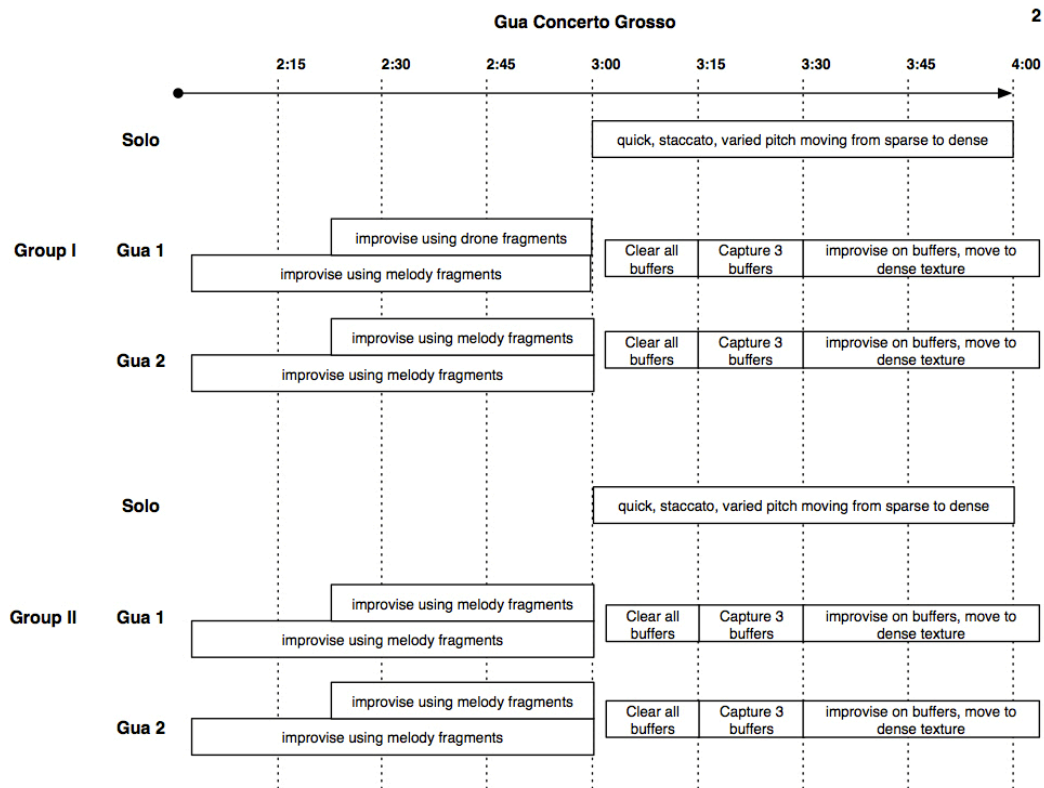 Gua Concerto Grosso
2
2:15 2:30 2:45 3:00 3:15 3:30 3:45 4:00
Solo
quick, staccato, varied pitch moving from sparse to dense
Group I
Gua 1
improvise using drone fragments
improvise using melody fragments
Clear all
buffers
Capture 3
buffers
improvise on buffers, move to
dense texture
Gua 2
improvise using melody fragments
improvise using melody fragments
Clear all
buffers
Capture 3
buffers
improvise on buffers, move to
dense texture
Solo
quick, staccato, varied pitch moving from sparse to dense
Group II
Gua 1
improvise using melody fragments
improvise using melody fragments
Clear all
buffers
Capture 3
buffers
improvise on buffers, move to
dense texture
Gua 2
improvise using melody fragments
improvise using melody fragments
Clear all
buffers
Capture 3
buffers
improvise on buffers, move to
dense texture